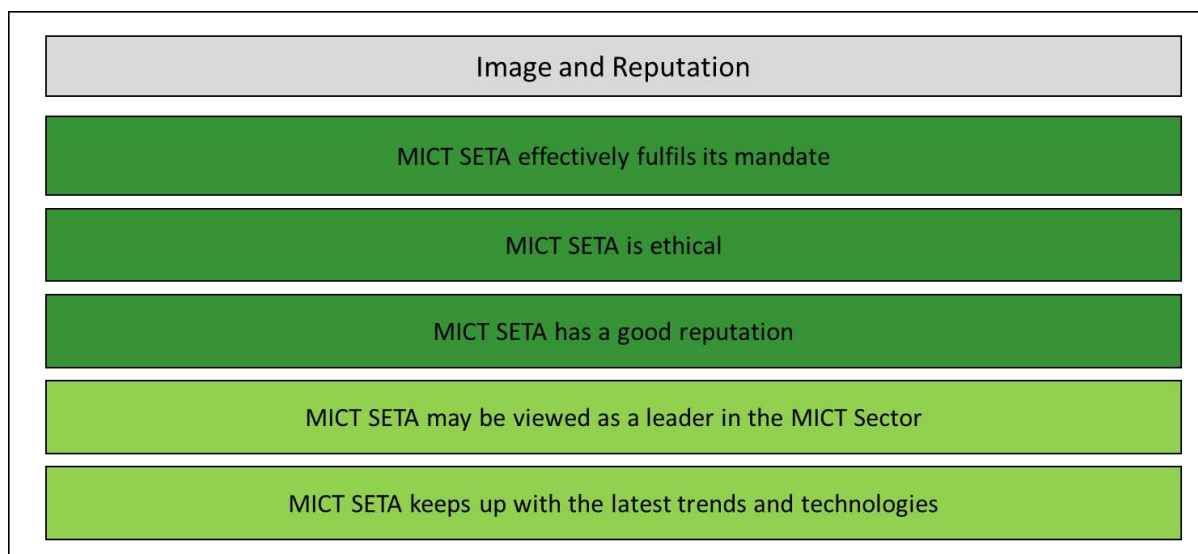 Image and Reputation
MICT SETA effectively fulfils its mandate
MICT SETA is ethical
MICT SETA has a good reputation
MICT SETA may be viewed as a leader in the MICT Sector
MICT SETA keeps up with the latest trends and technologies